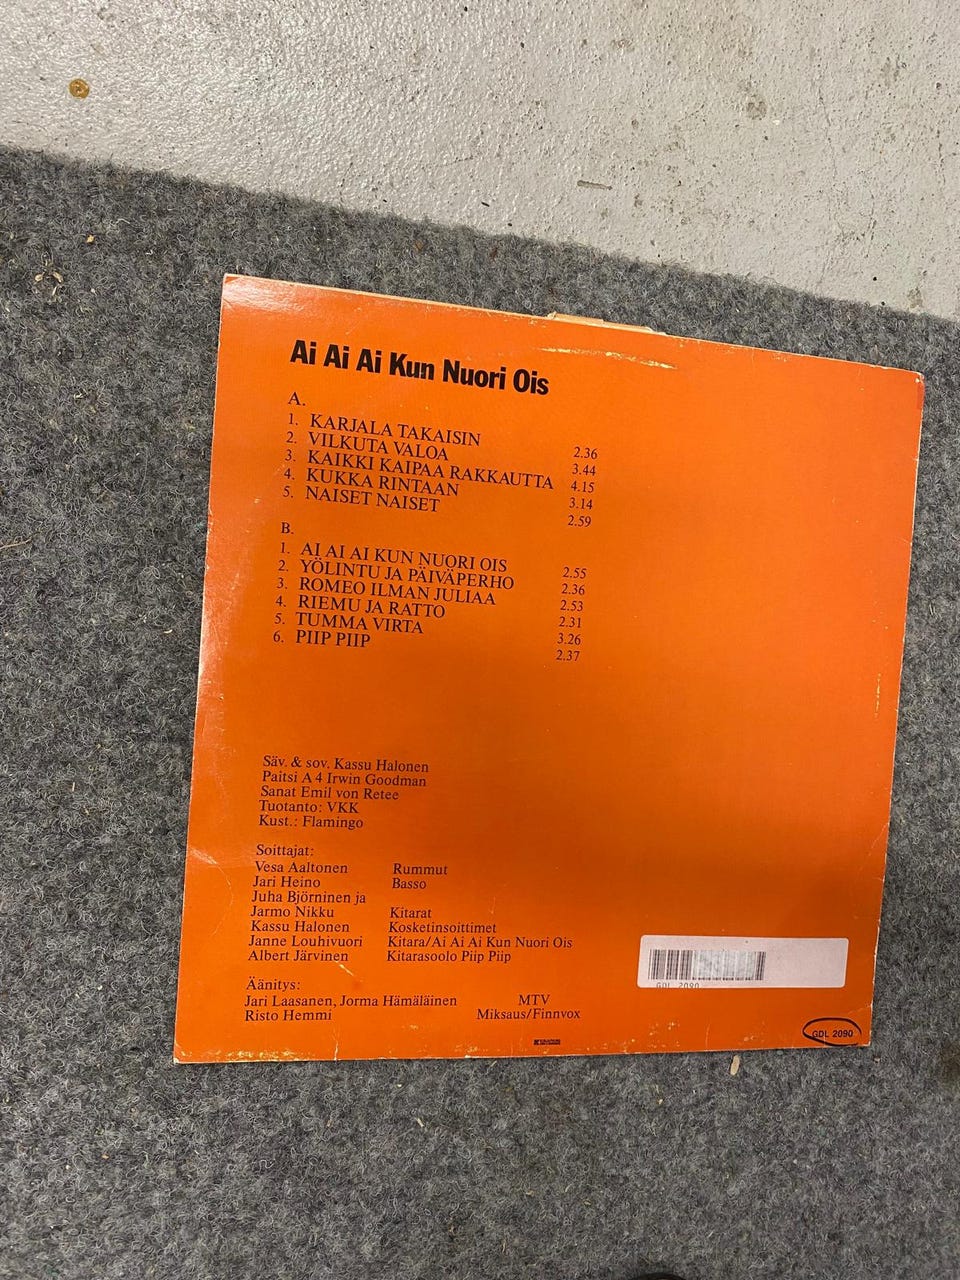 Ai Ai Ai Kun Nuori Ois
A.
1. KARJALA TAKAISIN 2.36
2. VILKUTA VALOA 3.44
3. KAIKKI KAIPAA RAKKAUTTA 4.15
4. KUKKA RINTAAN 3.14
5. NAISET NAISET 2.59
B.
1. AI AI AI KUN NUORI OIS 2.55
2. YÖLINTU JA PÄIVÄPERHO 2.36
3. ROMEO ILMAN JULIAA 2.53
4. RIEMU JA RATTO 2.31
5. TUMMA VIRTA 3.26
6. PIIP PIIP 2.37
Säv. & sov. Kassu Halonen
Paitsi A 4 Irwin Goodman
Sanat Emil von Retee
Tuotanto: VKK
Kust.: Flamingo
Soittajat:
Vesa Aaltonen Rummut
Jari Heino Basso
Juha Björninen ja
Jarmo Nikku Kitarat
Kassu Halonen Kosketinsoittimet
Janne Louhivuori Kitara/Ai Ai Ai Kun Nuori Ois
Albert Järvinen Kitarasoolo Piip Piip
Äänitys:
Jari Laasanen, Jorma Hämäläinen MTV
Risto Hemmi Miksaus/Finnvox
GDL 2090
GDL 2090